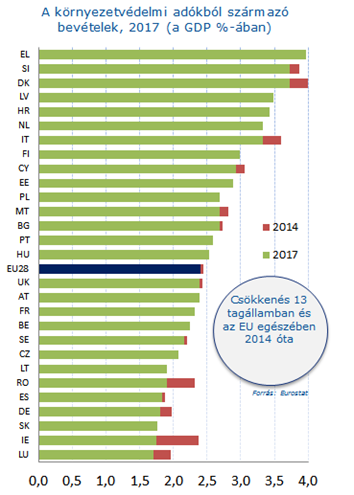 A környezetvédelmi adókból származó
bevételek, 2017 (a GDP %-ában)
EL
SI
DK
LV
HR
NL
IT
FI
CY
EE
PL
MT
BG
PT
HU
EU28
UK
AT
FR
BE
SE
CZ
LT
RO
ES
DE
SK
IE
LU
2014
2017
Csökkenés 13
tagállamban és
az EU egészében
2014 óta
Forrás: Eurostat
0,0 0,5 1,0 1,5 2,0 2,5 3,0 3,5 4,0